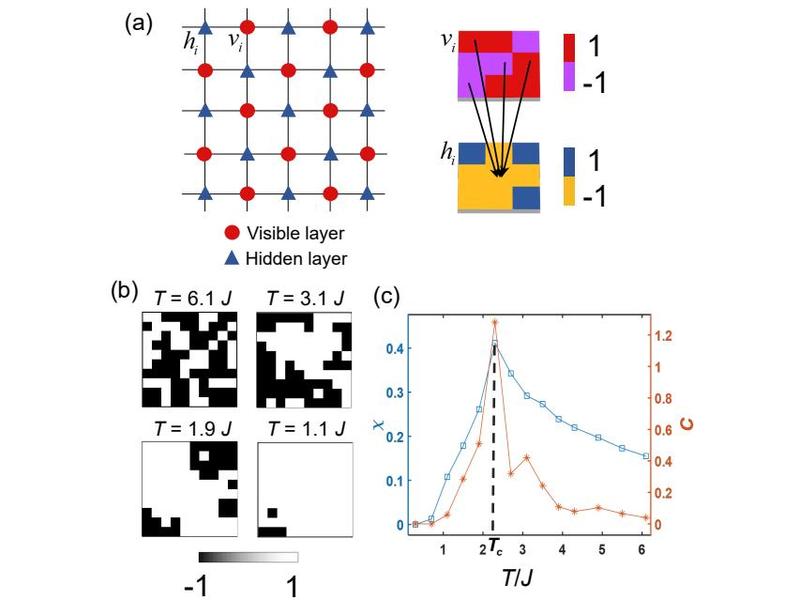 (a)
h_i
v_i
Visible layer
Hidden layer
v_i
1
-1
h_i
1
-1
(b)
T = 6.1 J
T = 3.1 J
T = 1.9 J
T = 1.1 J
-1
1
(c)
0.4
0.3
0.2
0.1
0
χ
1.2
1
0.8
0.6
0.4
0.2
0
C
1
2
T_c
3
4
5
6
T/J